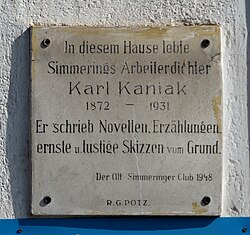 In diesem Hause lebte
Simmerings Arbeiterdichter
Karl Kaniak
1872 – 1931
Er schrieb Novellen, Erzählungen,
ernste u. lustige Skizzen vom Grund.
Der Alt Simmeringer Club 1948.
R.G. POTZ.